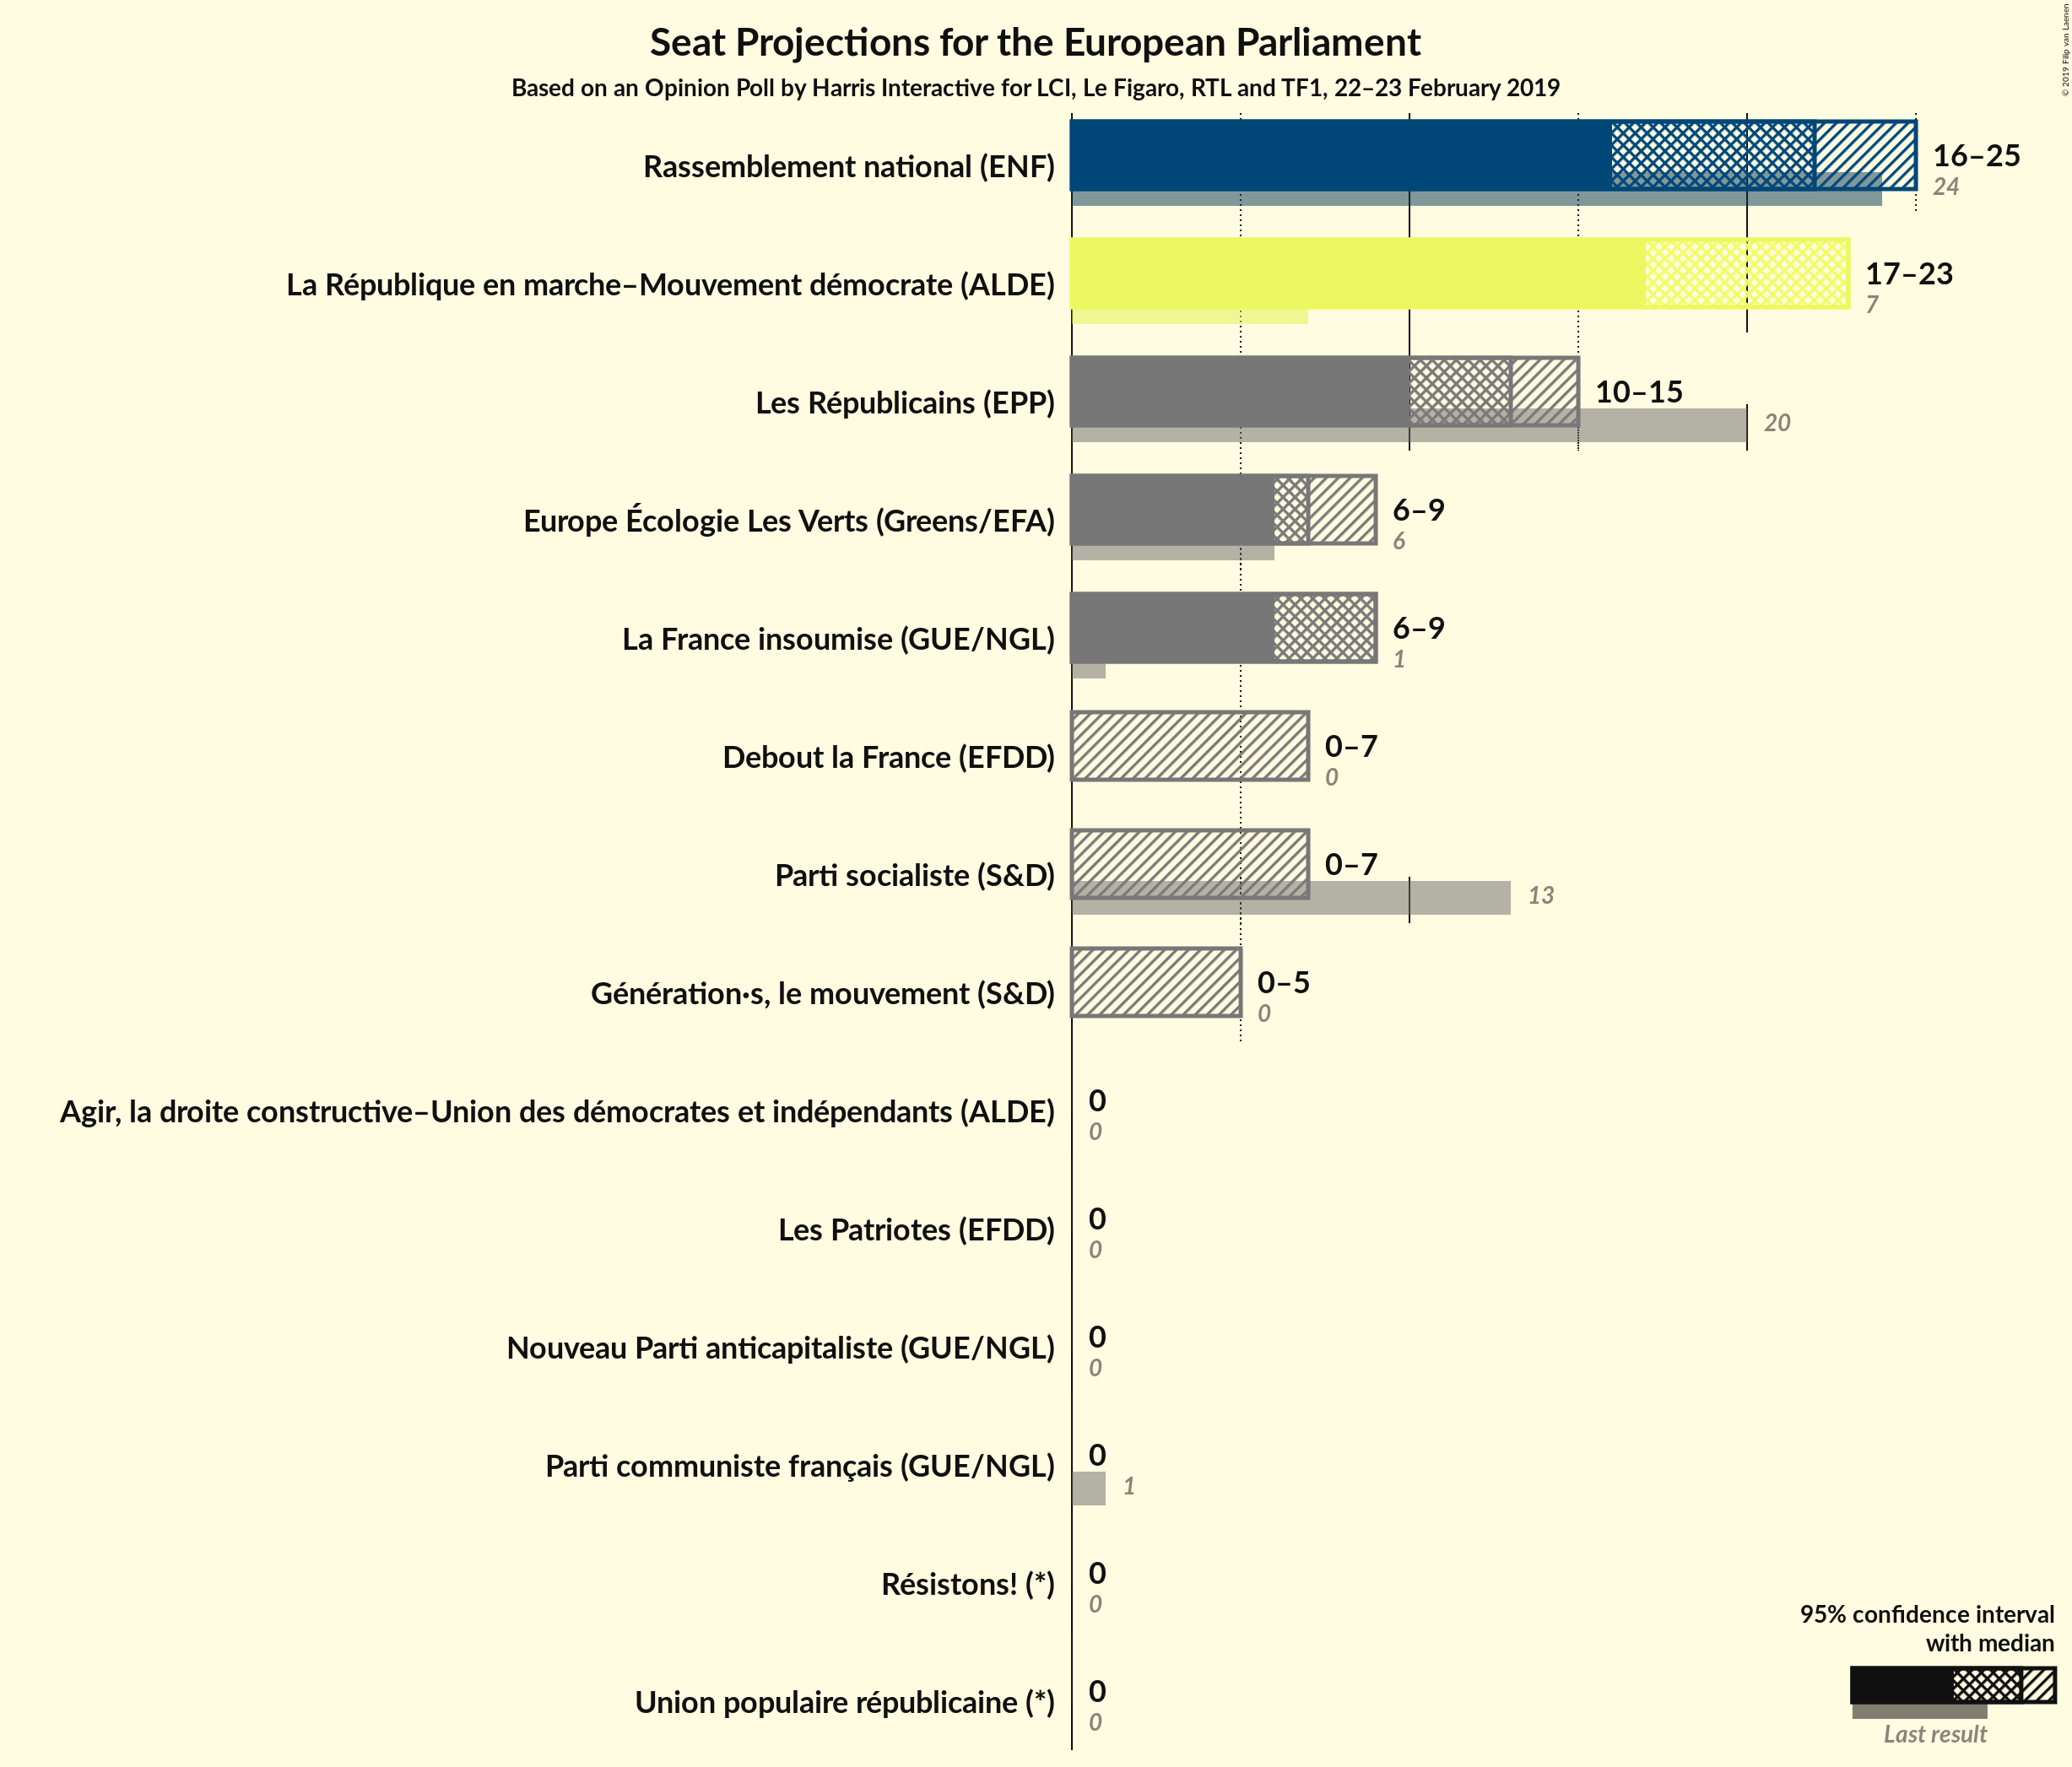 Seat Projections for the European Parliament
Based on an Opinion Poll by Harris Interactive for LCI, Le Figaro, RTL and TF1, 22–23 February 2019
© 2019 Filip van Laenen
Rassemblement national (ENF)
16–25
24
La République en marche–Mouvement démocrate (ALDE)
17–23
7
Les Républicains (EPP)
10–15
20
Europe Écologie Les Verts (Greens/EFA)
6–9
6
La France insoumise (GUE/NGL)
6–9
1
Debout la France (EFDD)
0–7
0
Parti socialiste (S&D)
0–7
13
Génération·s, le mouvement (S&D)
0–5
0
Agir, la droite constructive–Union des démocrates et indépendants (ALDE)
0
0
Les Patriotes (EFDD)
0
0
Nouveau Parti anticapitaliste (GUE/NGL)
0
0
Parti communiste français (GUE/NGL)
0
1
Résistons! (*)
0
0
Union populaire républicaine (*)
0
0
95% confidence interval
with median
Last result